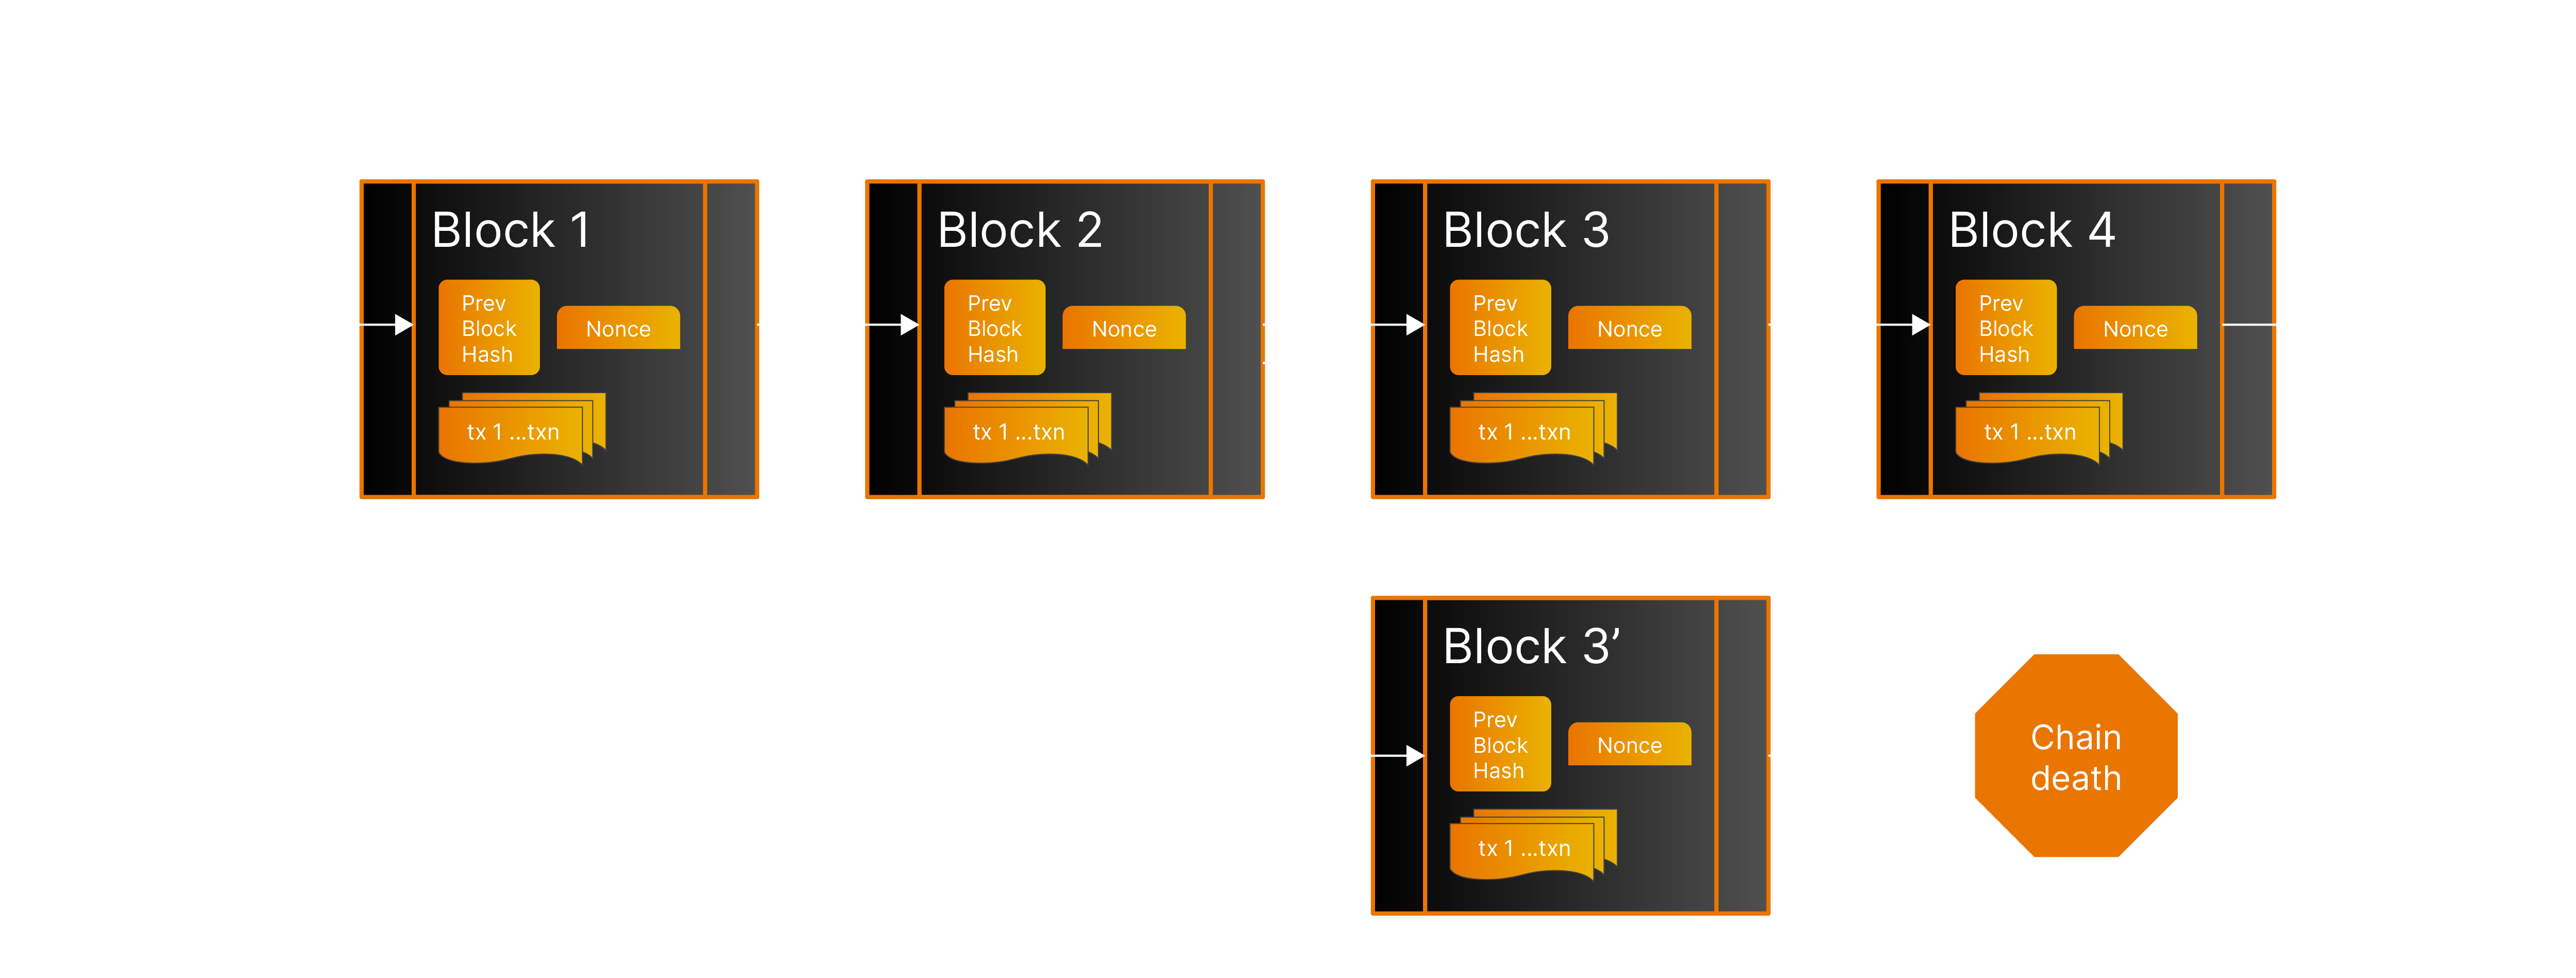 Block 1
Prev
Block
Hash
Nonce
tx 1 ...txn
Block 2
Prev
Block
Hash
Nonce
tx 1 ...txn
Block 3
Prev
Block
Hash
Nonce
tx 1 ...txn
Block 4
Prev
Block
Hash
Nonce
tx 1 ...txn
Block 3’
Prev
Block
Hash
Nonce
tx 1 ...txn
Chain
death